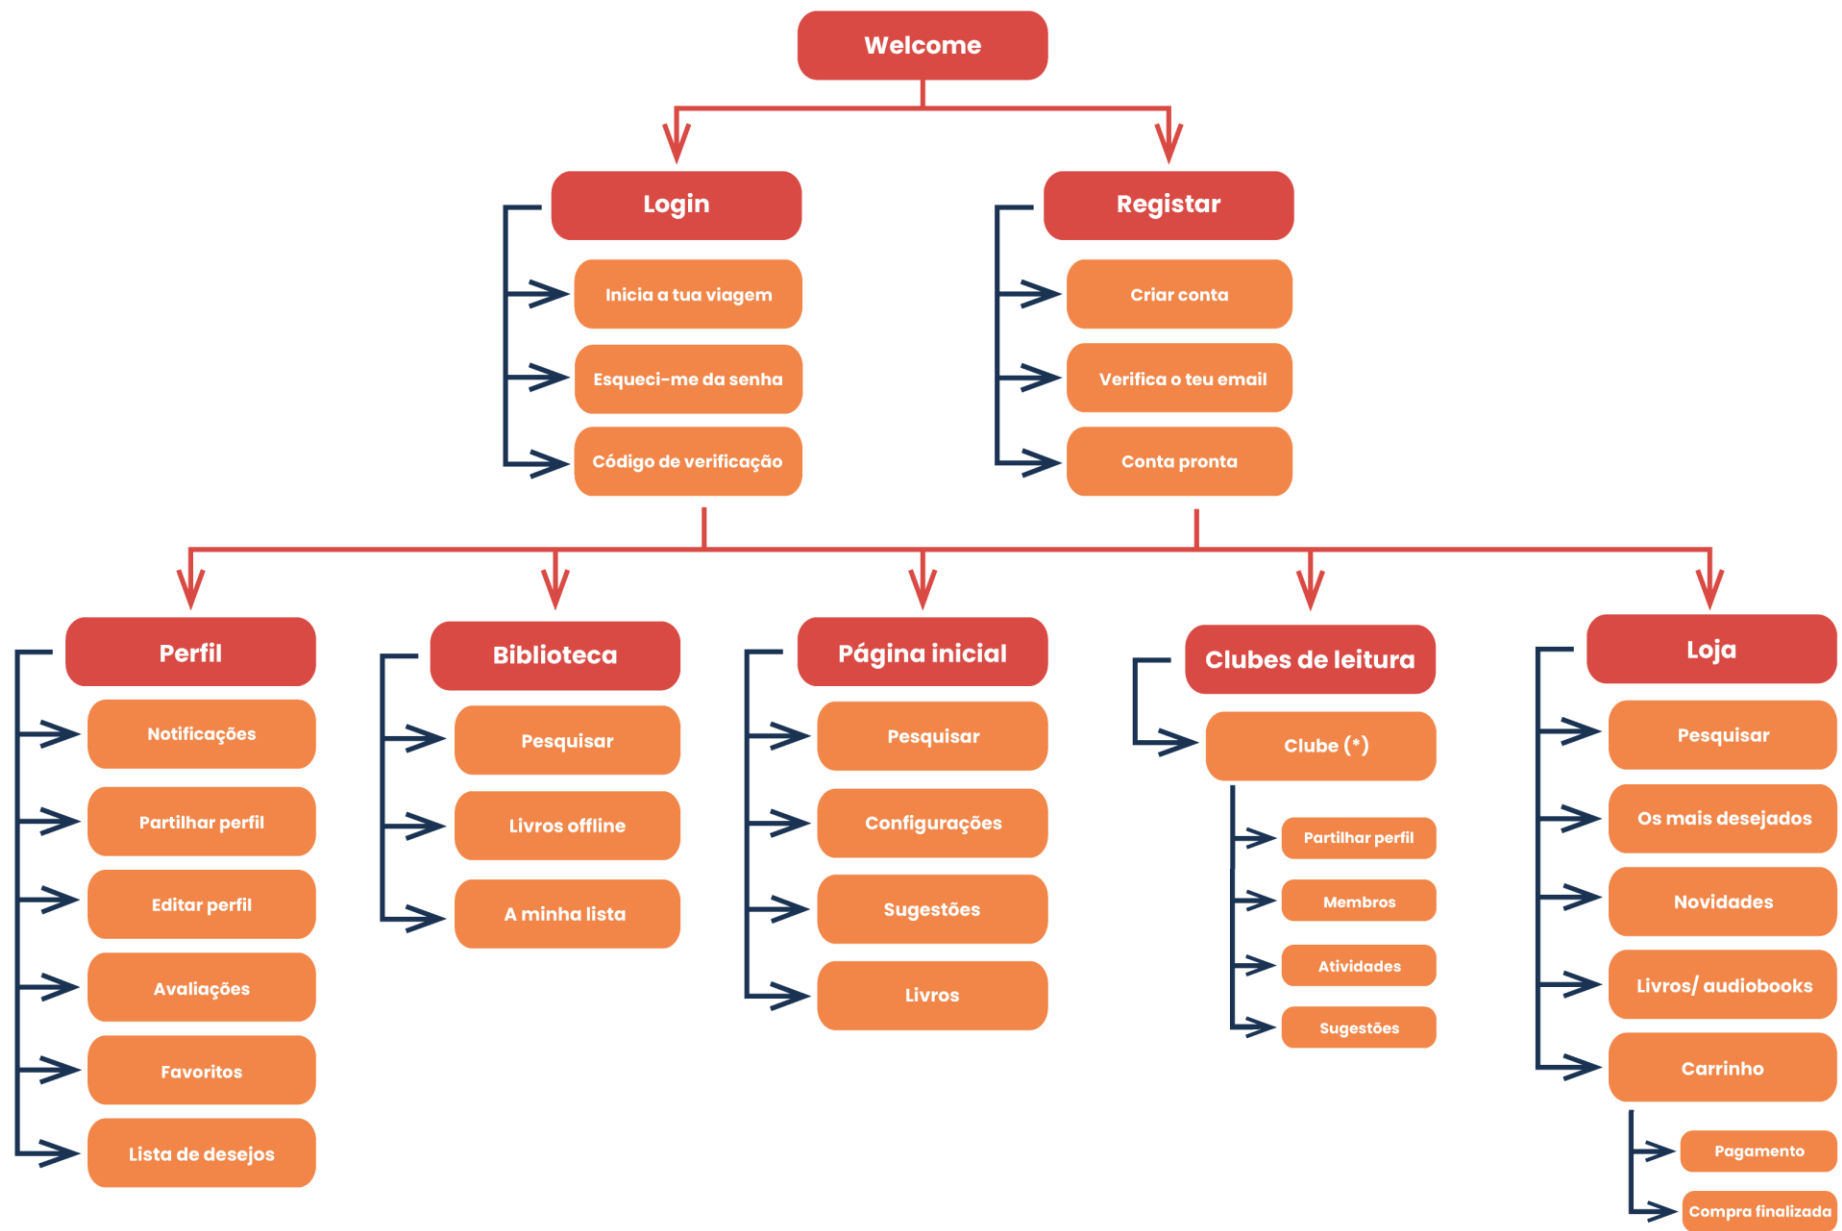 Welcome
Login
Inicia a tua viagem
Esqueci-me da senha
Código de verificação
Registar
Criar conta
Verifica o teu email
Conta pronta
Perfil
Notificações
Partilhar perfil
Editar perfil
Avaliações
Favoritos
Lista de desejos
Biblioteca
Pesquisar
Livros offline
A minha lista
Página inicial
Pesquisar
Configurações
Sugestões
Livros
Clubes de leitura
Clube (*)
Partilhar perfil
Membros
Atividades
Sugestões
Loja
Pesquisar
Os mais desejados
Novidades
Livros/ audiobooks
Carrinho
Pagamento
Compra finalizada